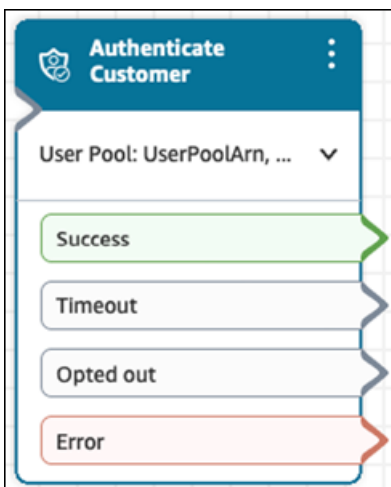 Authenticate
Customer
User Pool: UserPoolArn, ...
Success
Timeout
Opted out
Error